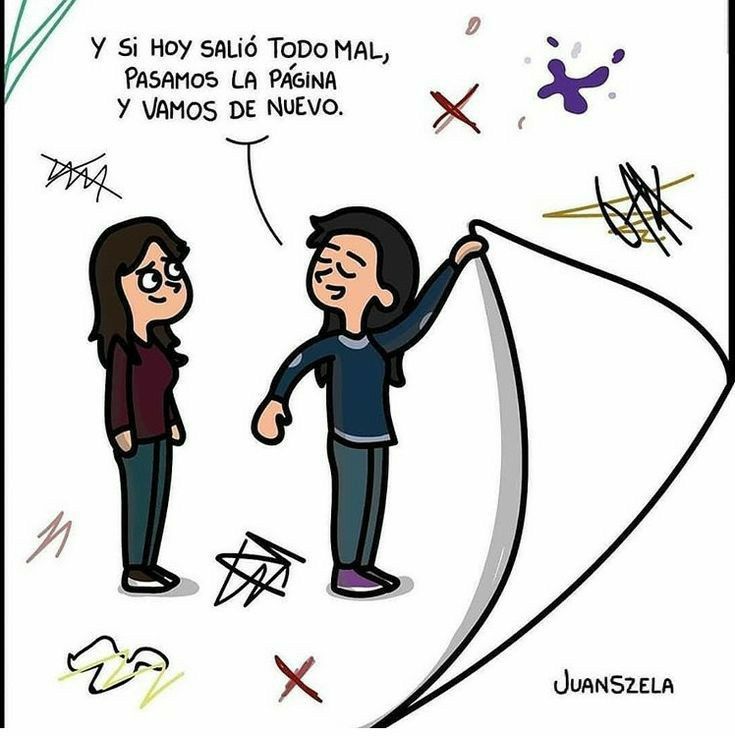 Y Si HOY SALiÓ TODO MAL,
PASAMOS LA PÁGINA
Y VAMOS DE NUEVO.
JUANSZELA